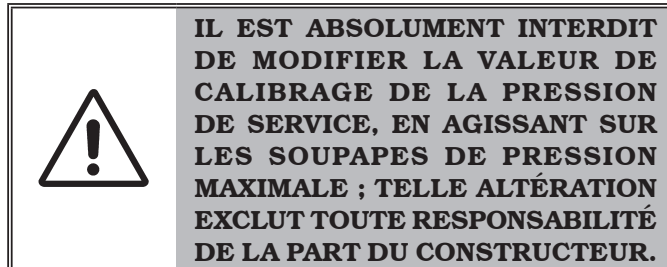 IL EST ABSOLUMENT INTERDIT
DE MODIFIER LA VALEUR DE
CALIBRAGE DE LA PRESSION
DE SERVICE, EN AGISSANT SUR
LES SOUPAPES DE PRESSION
MAXIMALE ; TELLE ALTÉRATION
EXCLUT TOUTE RESPONSABILITÉ
DE LA PART DU CONSTRUCTEUR.